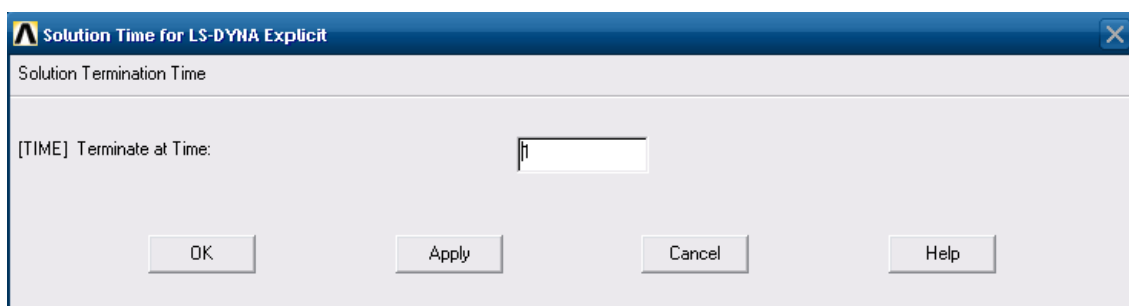 Solution Time for LS-DYNA Explicit
Solution Termination Time
[TIME] Terminate at Time:
1
OK Apply Cancel Help